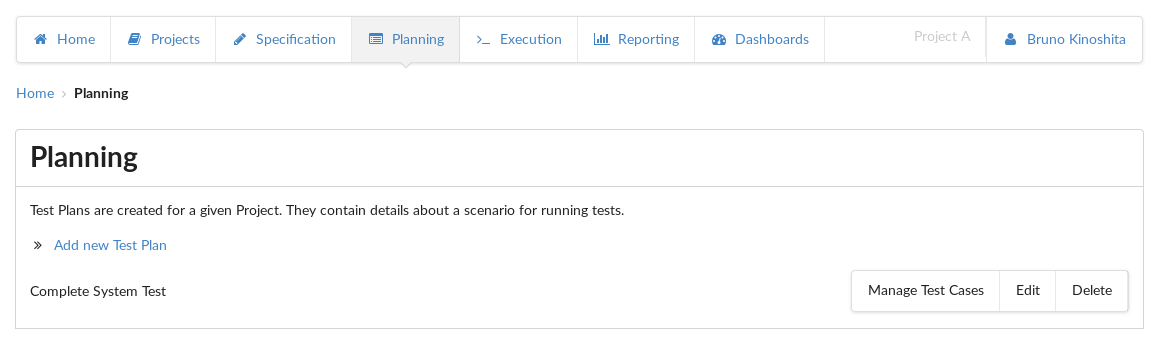 Home Projects Specification Planning Execution Reporting Dashboards Project A Bruno Kinoshita
Home Planning
Planning
Test Plans are created for a given Project. They contain details about a scenario for running tests.
Add new Test Plan
Complete System Test Manage Test Cases Edit Delete